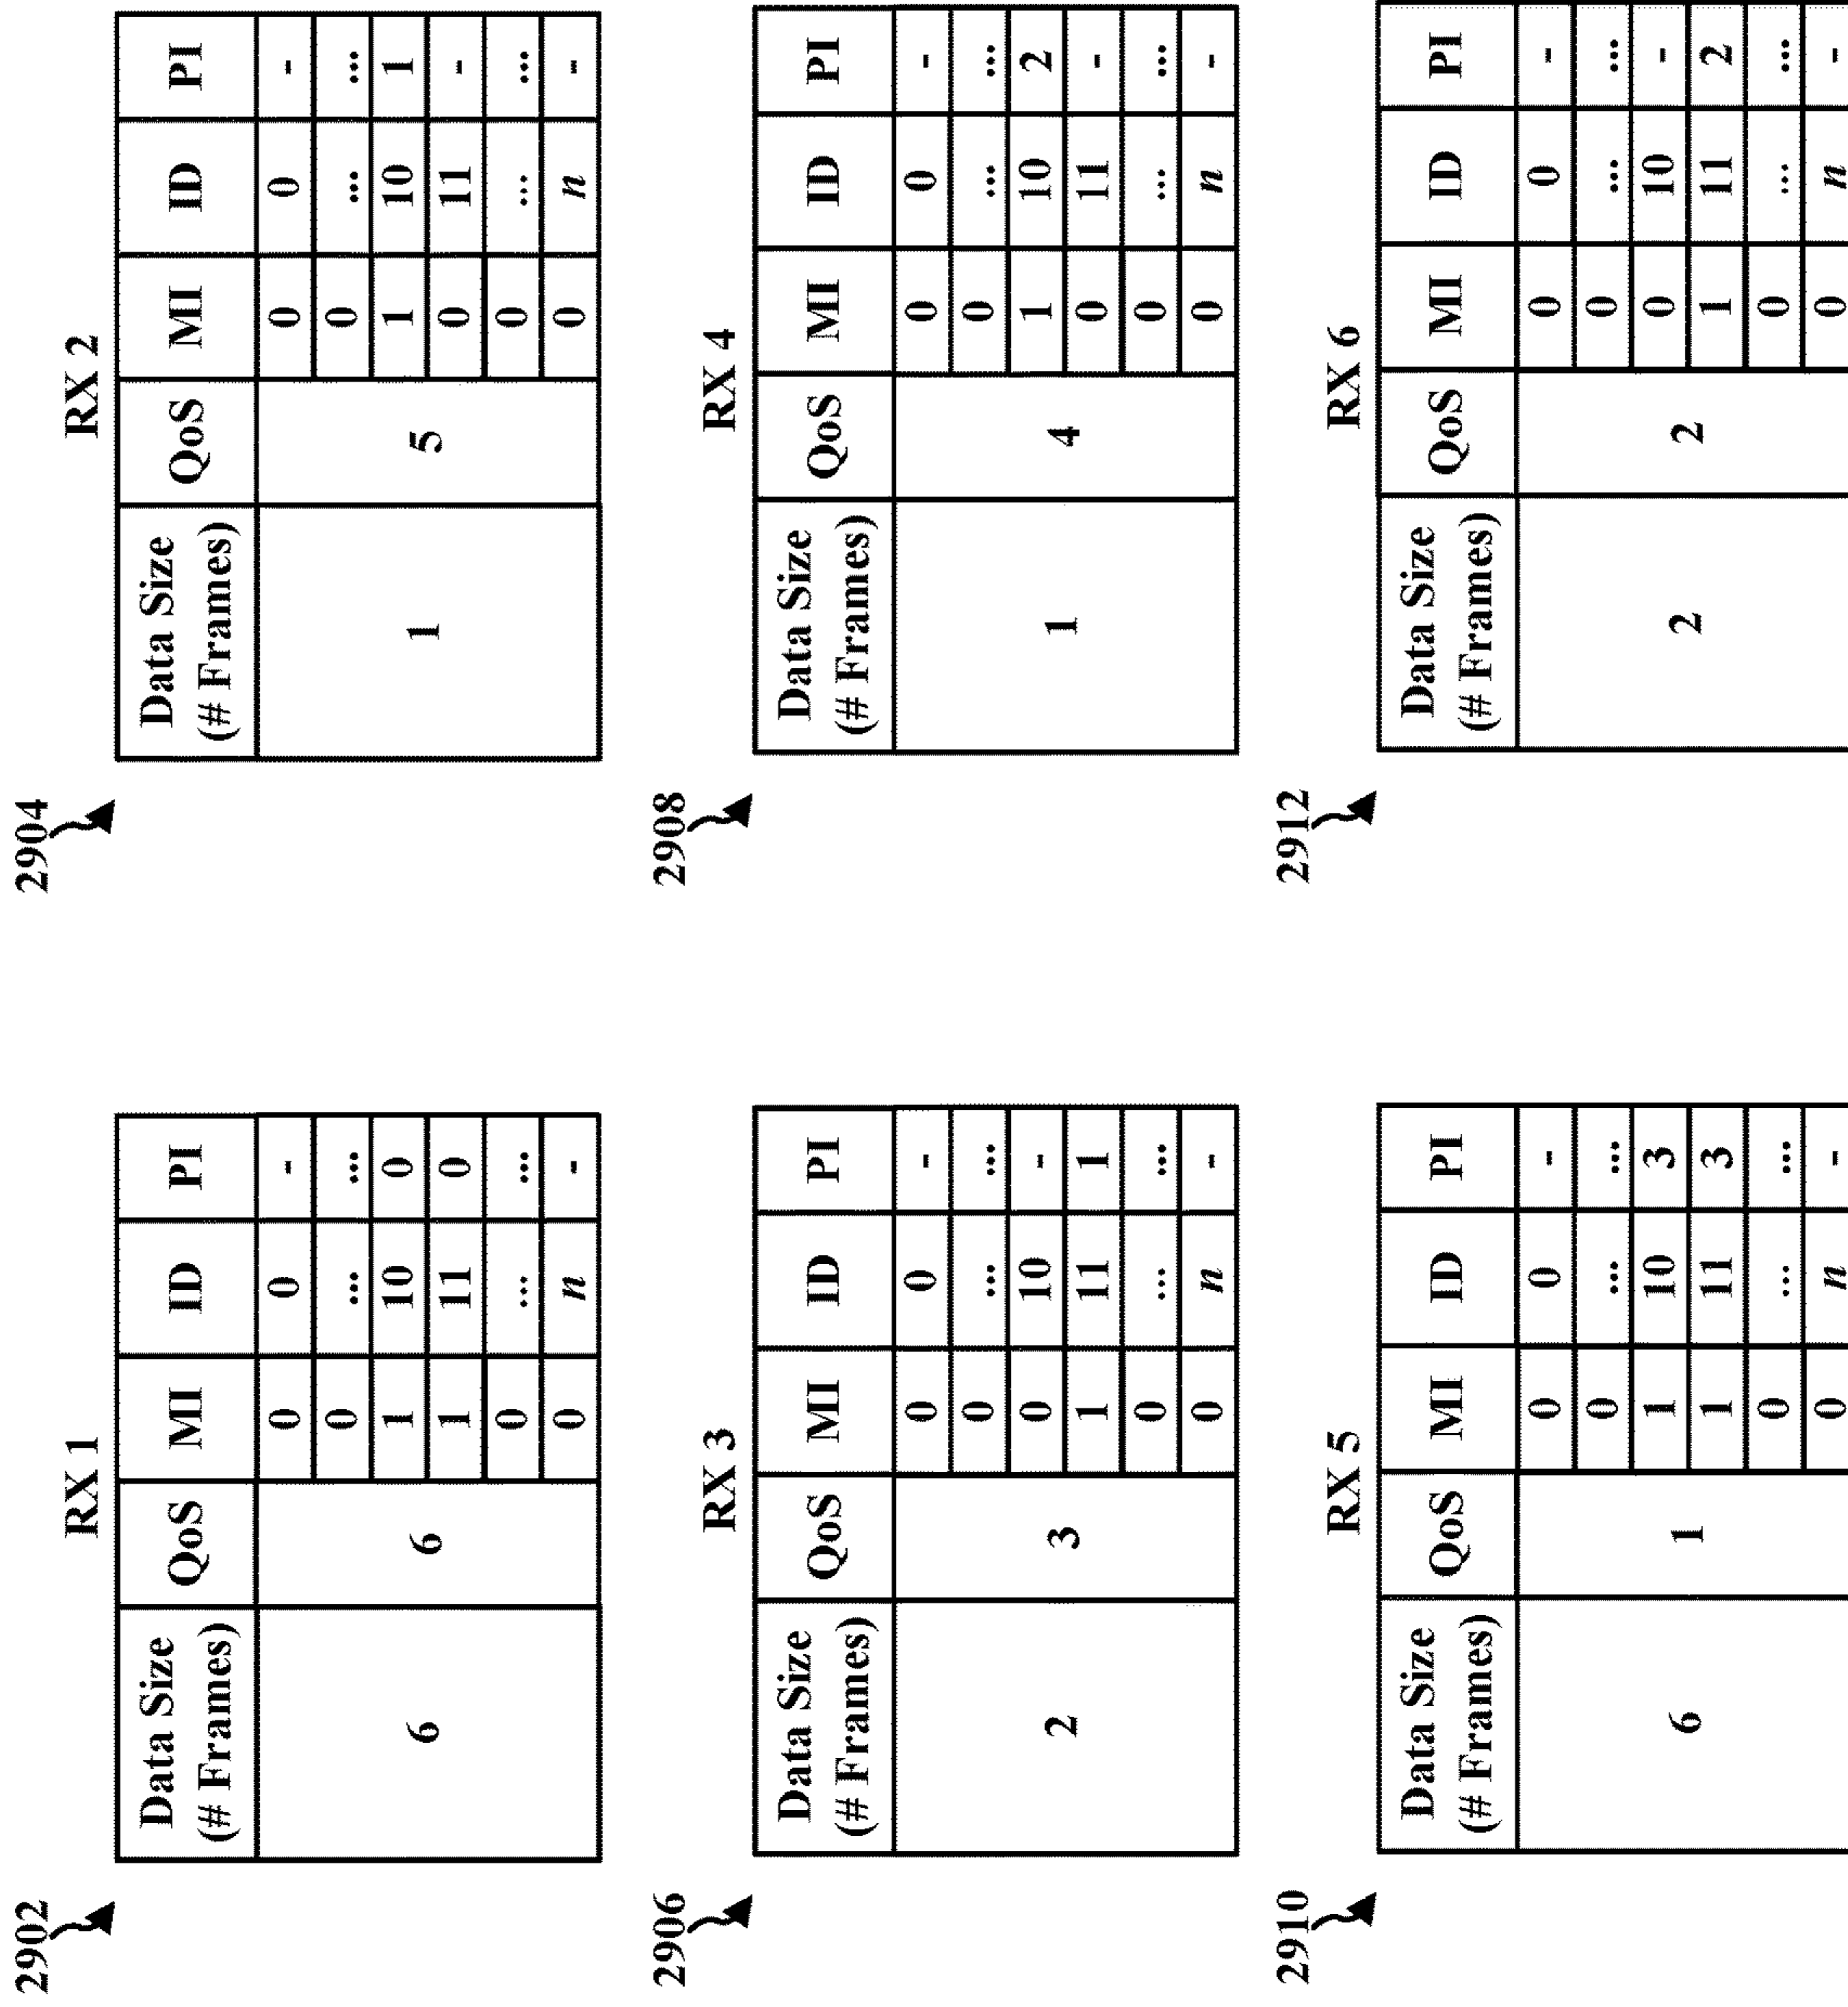 2902
RX 1
Data Size (# Frames) QoS MI ID PI
6 6
0 0 -
0 ... ...
1 10 0
1 11 0
0 ... ...
0 n -
2904
RX 2
Data Size (# Frames) QoS MI ID PI
1 5
0 0 -
0 ... ...
1 10 1
0 11 -
0 ... ...
0 n -
2906
RX 3
Data Size (# Frames) QoS MI ID PI
2 3
0 0 -
0 ... ...
0 10 -
1 11 1
0 ... ...
0 n -
2908
RX 4
Data Size (# Frames) QoS MI ID PI
1 4
0 0 -
0 ... ...
1 10 2
0 11 -
0 ... ...
0 n -
2910
RX 5
Data Size (# Frames) QoS MI ID PI
6 1
0 0 -
0 ... ...
1 10 3
1 11 3
0 ... ...
0 n -
2912
RX 6
Data Size (# Frames) QoS MI ID PI
2 2
0 0 -
0 ... ...
0 10 -
1 11 2
0 ... ...
0 n -